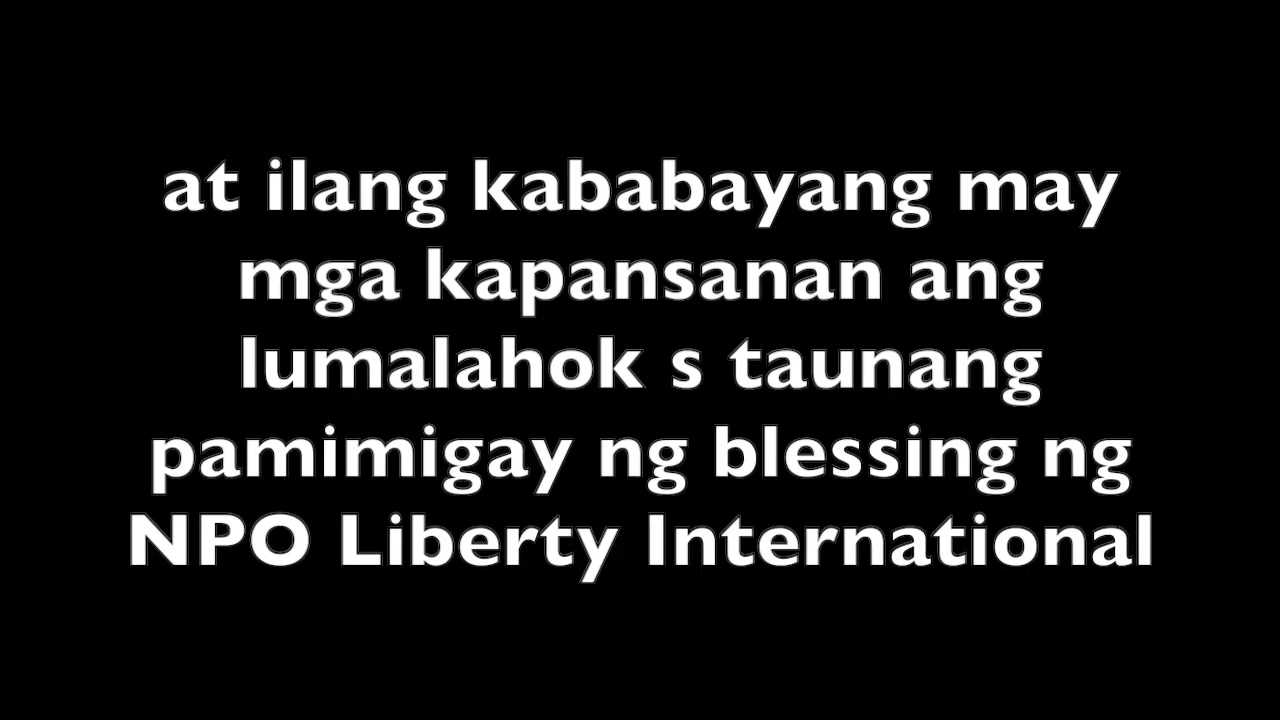 at ilang kababayang may
mga kapansanan ang
lumalahok s taunang
pamimigay ng blessing ng
NPO Liberty International